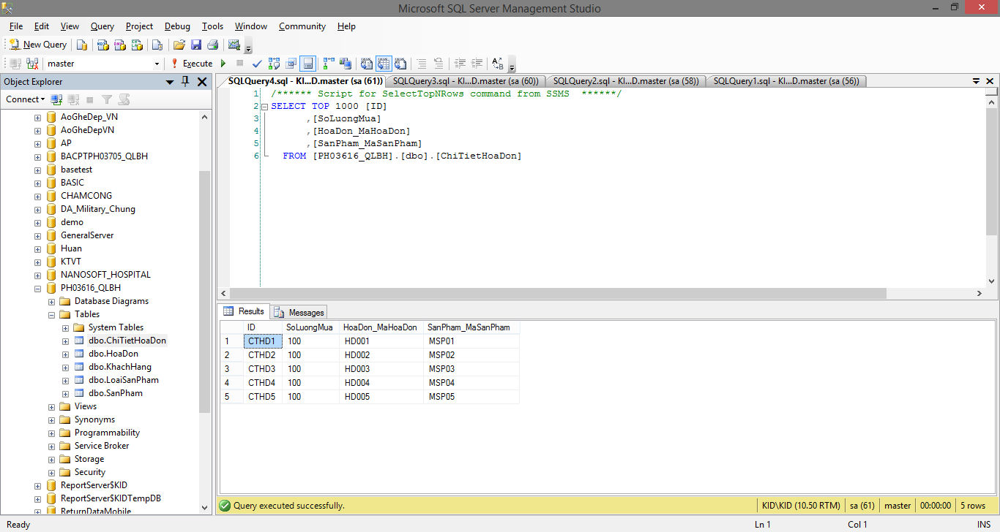 Microsoft SQL Server Management Studio
File Edit View Query Project Debug Tools Window Community Help
New Query
master Execute
Object Explorer
Connect
AoGheDep_VN
AoGheDepVN
AP
BACPTPH03705_QLBH
basetest
BASIC
CHAMCONG
DA_Military_Chung
demo
GeneralServer
Huan
KTVT
NANOSOFT_HOSPITAL
PH03616_QLBH
Database Diagrams
Tables
System Tables
dbo.ChiTietHoaDon
dbo.HoaDon
dbo.KhachHang
dbo.LoaiSanPham
dbo.SanPham
Views
Synonyms
Programmability
Service Broker
Storage
Security
ReportServer$KID
ReportServer$KIDTempDB
ReturnDataMobile
SQLQuery4.sql - KI...D.master (sa (61)) SQLQuery3.sql - KI...D.master (sa (60)) SQLQuery2.sql - KI...D.master (sa (58)) SQLQuery1.sql - KI...D.master (sa (56))
1 /****** Script for SelectTopNRows command from SSMS ******/
2 SELECT TOP 1000 [ID]
3 ,[SoLuongMua]
4 ,[HoaDon_MaHoaDon]
5 ,[SanPham_MaSanPham]
6 FROM [PH03616_QLBH].[dbo].[ChiTietHoaDon]
Results Messages
ID SoLuongMua HoaDon_MaHoaDon SanPham_MaSanPham
1 CTHD1 100 HD001 MSP01
2 CTHD2 100 HD002 MSP02
3 CTHD3 100 HD003 MSP03
4 CTHD4 100 HD004 MSP04
5 CTHD5 100 HD005 MSP05
Query executed successfully. KID\KID (10.50 RTM) sa (61) master 00:00:00 5 rows
Ready Ln 1 Col 1 INS